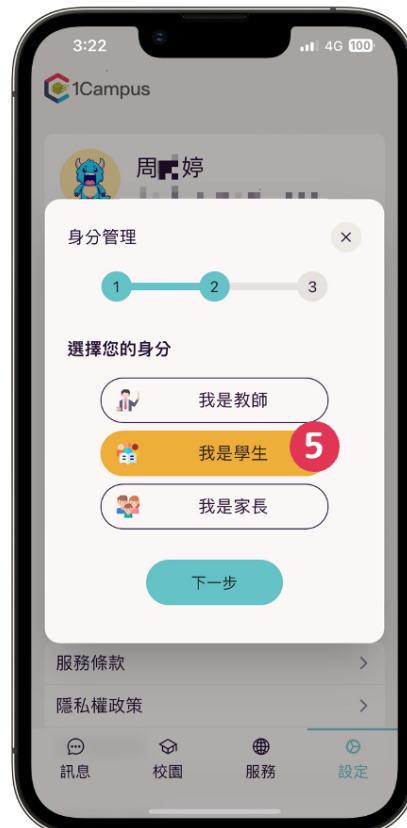 3:22
4G 100
1Campus
周 婷
身分管理
1 2 3
選擇您的身分
我是教師
我是學生 5
我是家長
下一步
服務條款
隱私權政策
訊息 校園 服務 設定